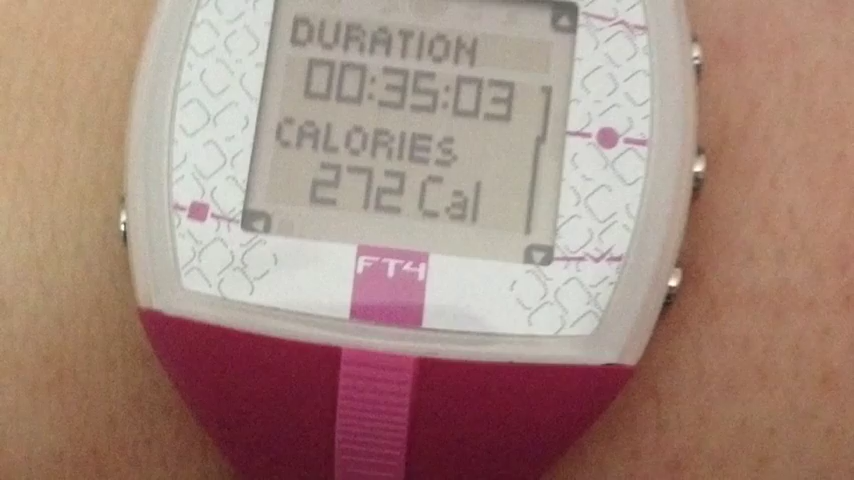 DURATION
00:35:03
CALORIES
272 Cal
FT4